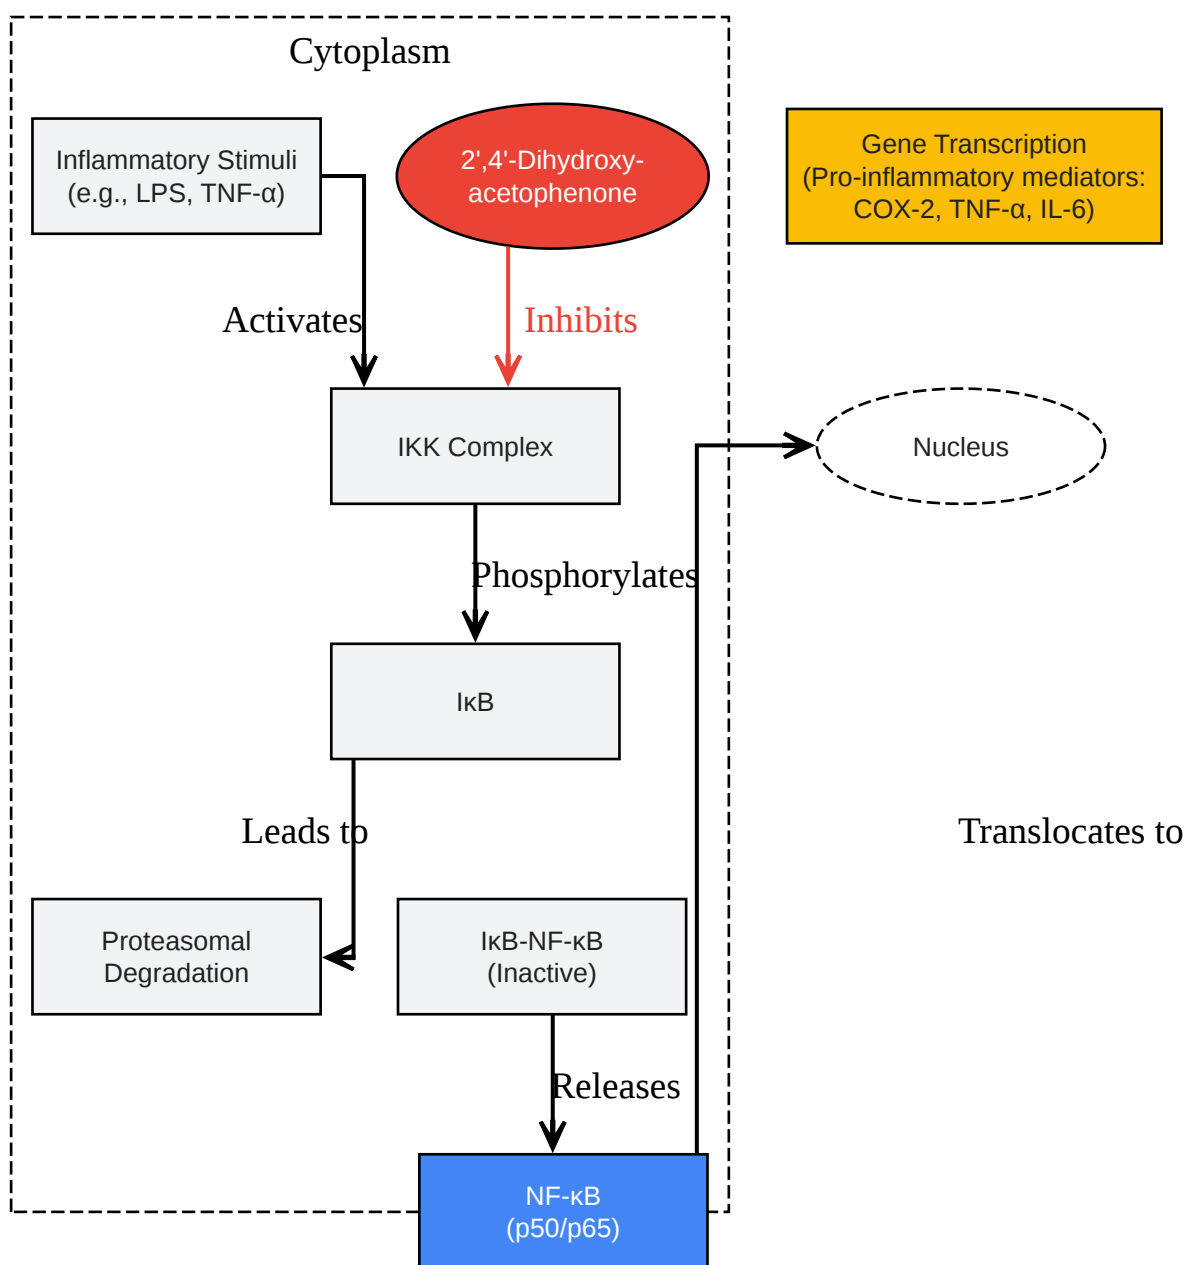 Cytoplasm
Inflammatory Stimuli
(e.g., LPS, TNF-α)
2',4'-Dihydroxy-
acetophenone
Gene Transcription
(Pro-inflammatory mediators:
COX-2, TNF-α, IL-6)
Activates
Inhibits
IKK Complex
Nucleus
Phosphorylates
IκB
Leads to
Translocates to
Proteasomal
Degradation
IκB-NF-κB
(Inactive)
Releases
NF-κB
(p50/p65)